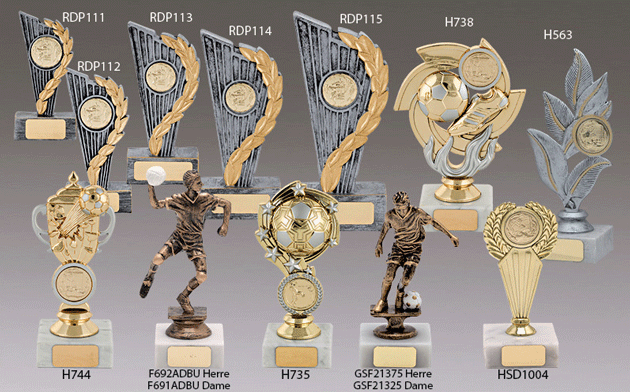 RDP111
RDP112
RDP113
RDP114
RDP115
H738
H563
H744
F692ADBU Herre
F691ADBU Dame
H735
GSF21375 Herre
GSF21325 Dame
HSD1004